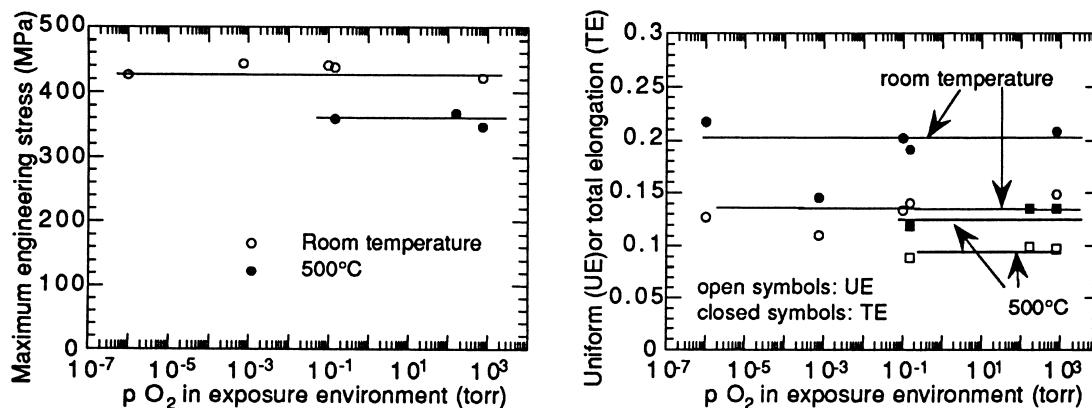 Maximum engineering stress (MPa)
500
400
300
200
100
0
Room temperature
500°C
10-7 10-5 10-3 10-1 101 103
p O2 in exposure environment (torr)
Uniform (UE) or total elongation (TE)
0.3
0.25
0.2
0.15
0.1
0.05
0
room temperature
open symbols: UE
closed symbols: TE
500°C
10-7 10-5 10-3 10-1 101 103
p O2 in exposure environment (torr)